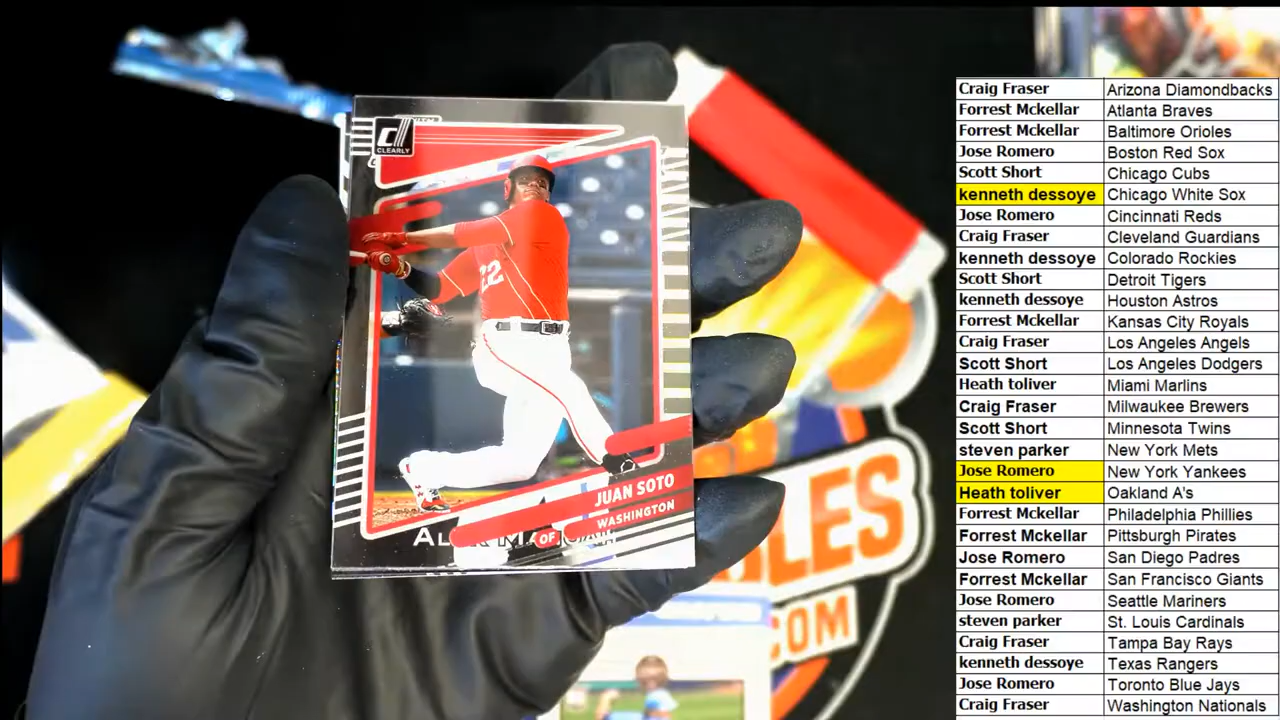 CLEARLY
22
JUAN SOTO
WASHINGTON
OF
LES
.COM
Craig Fraser Arizona Diamondbacks
Forrest Mckellar Atlanta Braves
Forrest Mckellar Baltimore Orioles
Jose Romero Boston Red Sox
Scott Short Chicago Cubs
kenneth dessoye Chicago White Sox
Jose Romero Cincinnati Reds
Craig Fraser Cleveland Guardians
kenneth dessoye Colorado Rockies
Scott Short Detroit Tigers
kenneth dessoye Houston Astros
Forrest Mckellar Kansas City Royals
Craig Fraser Los Angeles Angels
Scott Short Los Angeles Dodgers
Heath toliver Miami Marlins
Craig Fraser Milwaukee Brewers
Scott Short Minnesota Twins
steven parker New York Mets
Jose Romero New York Yankees
Heath toliver Oakland A's
Forrest Mckellar Philadelphia Phillies
Forrest Mckellar Pittsburgh Pirates
Jose Romero San Diego Padres
Forrest Mckellar San Francisco Giants
Jose Romero Seattle Mariners
steven parker St. Louis Cardinals
Craig Fraser Tampa Bay Rays
kenneth dessoye Texas Rangers
Jose Romero Toronto Blue Jays
Craig Fraser Washington Nationals